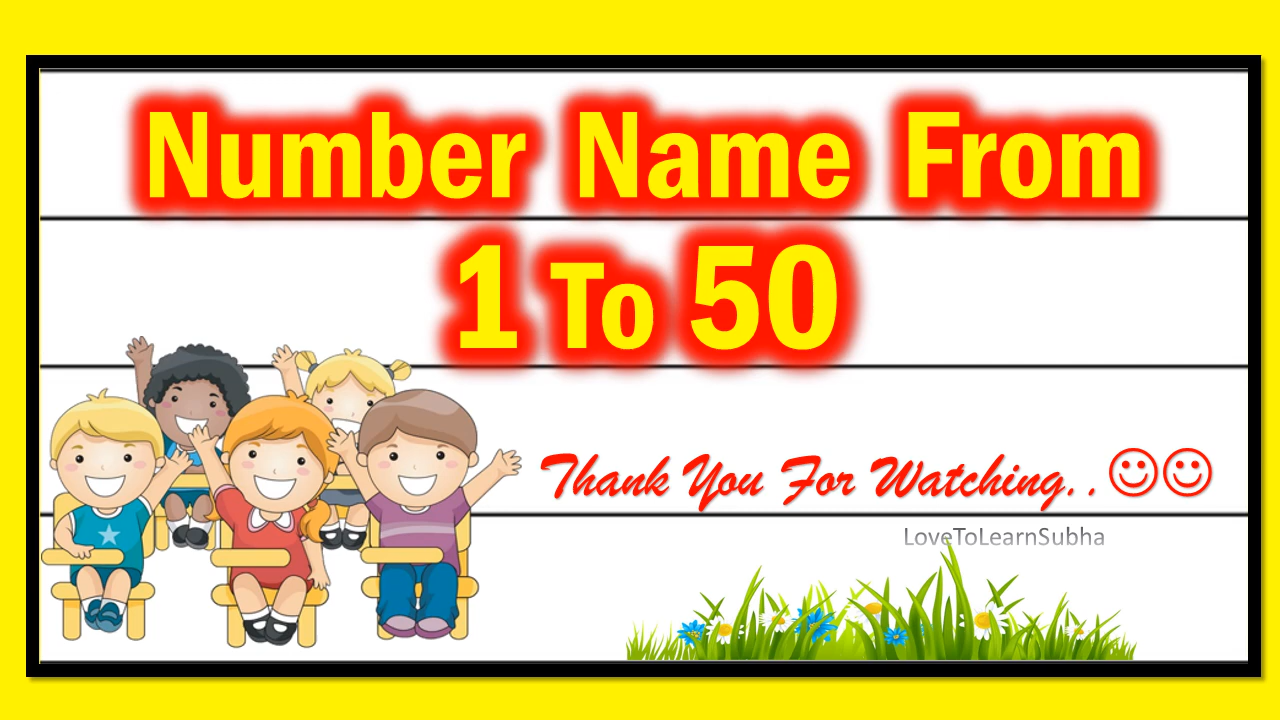 Number Name From
1 To 50
Thank You For Watching..☺☺
LoveToLearnSubha